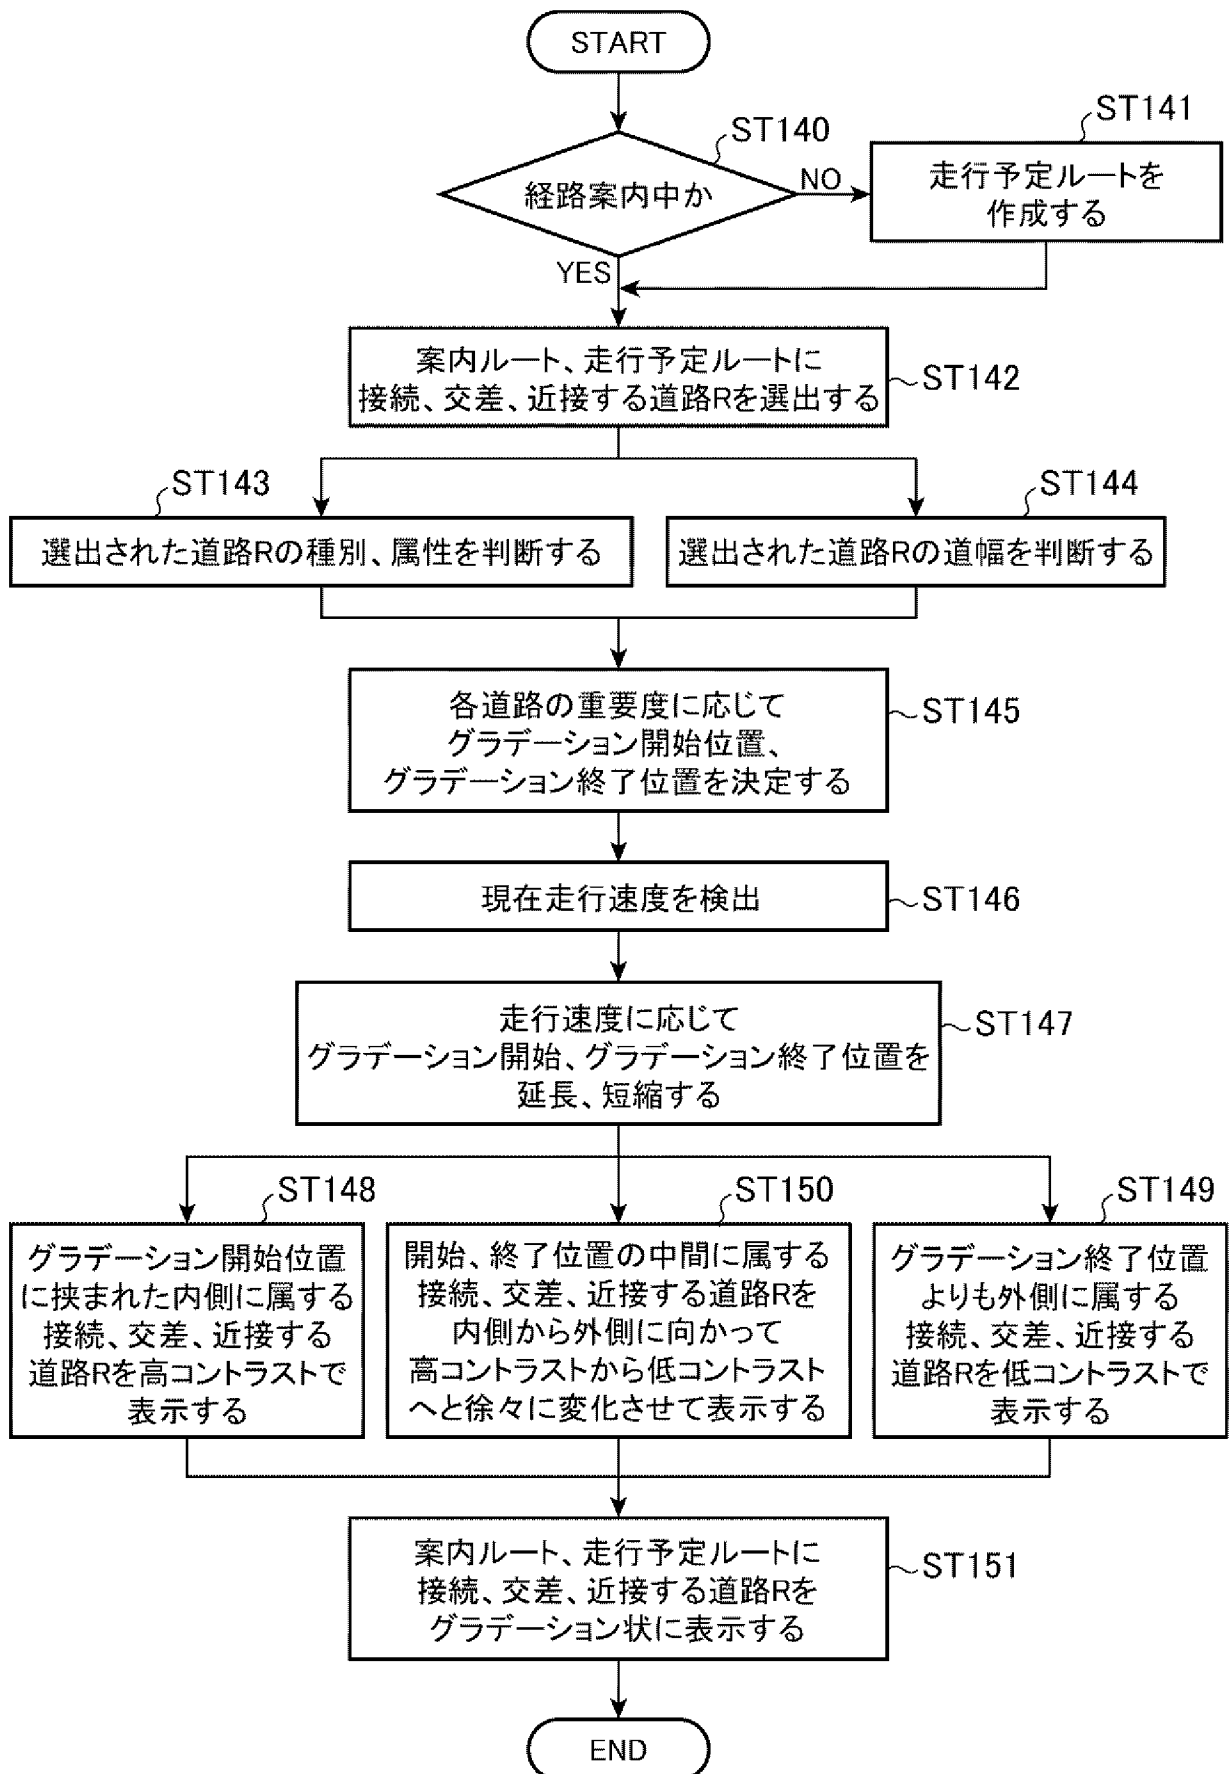 START
ST140
ST141
経路案内中か
NO
走行予定ルートを
作成する
YES
案内ルート、走行予定ルートに
接続、交差、近接する道路Rを選出する
ST142
ST143
ST144
選出された道路Rの種別、属性を判断する
選出された道路Rの道幅を判断する
各道路の重要度に応じて
グラデーション開始位置、
グラデーション終了位置を決定する
ST145
現在走行速度を検出
ST146
走行速度に応じて
グラデーション開始、グラデーション終了位置を
延長、短縮する
ST147
ST148
グラデーション開始位置
に挟まれた内側に属する
接続、交差、近接する
道路Rを高コントラストで
表示する
ST150
開始、終了位置の中間に属する
接続、交差、近接する道路Rを
内側から外側に向かって
高コントラストから低コントラスト
へと徐々に変化させて表示する
ST149
グラデーション終了位置
よりも外側に属する
接続、交差、近接する
道路Rを低コントラストで
表示する
案内ルート、走行予定ルートに
接続、交差、近接する道路Rを
グラデーション状に表示する
ST151
END